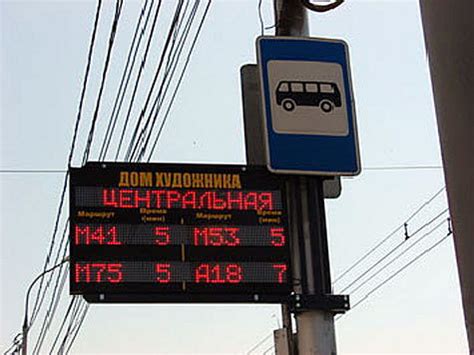 ДОМ ХУДОЖНИКА
ЦЕНТРАЛЬНАЯ
Маршрут Время (мин) Маршрут Время (мин)
М41 5 М53 5
М75 5 А18 7